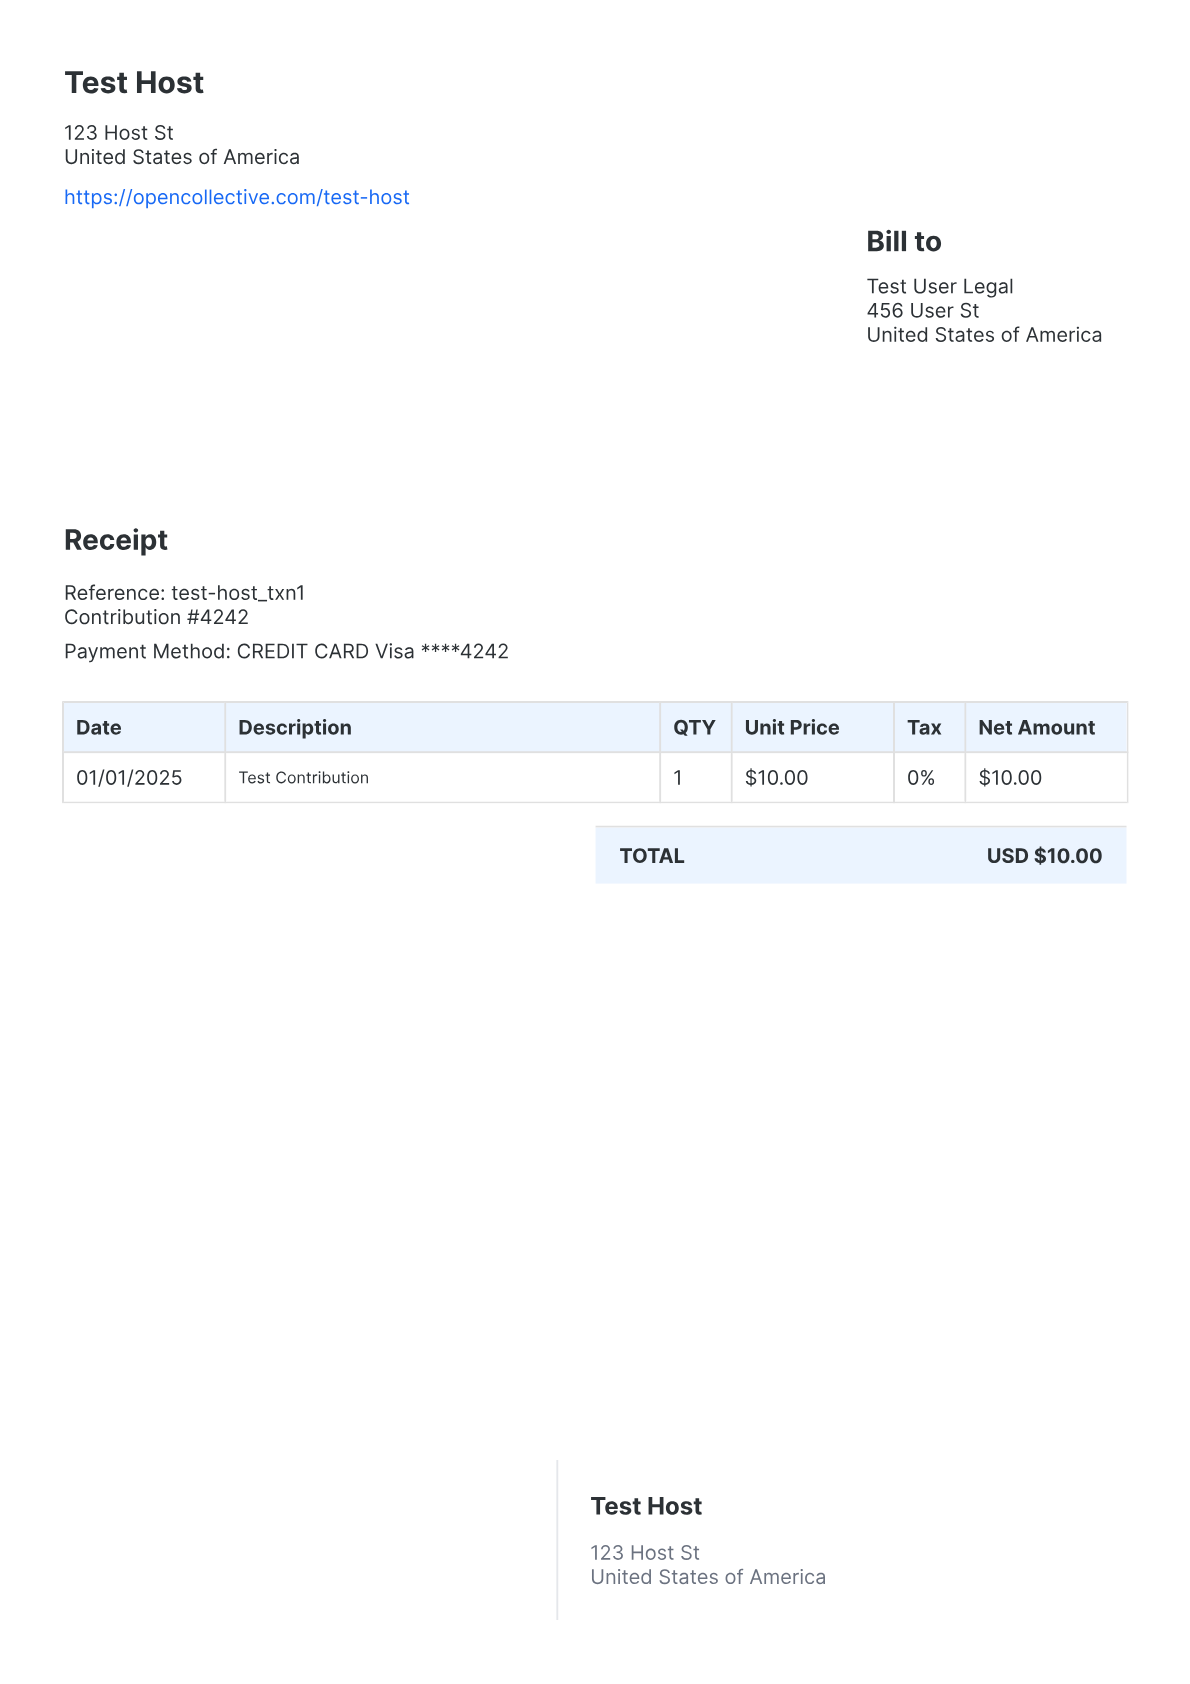 Test Host
123 Host St
United States of America
https://opencollective.com/test-host
Bill to
Test User Legal
456 User St
United States of America
Receipt
Reference: test-host_txn1
Contribution #4242
Payment Method: CREDIT CARD Visa ****4242
Date Description QTY Unit Price Tax Net Amount
01/01/2025 Test Contribution 1 $10.00 0% $10.00
TOTAL USD $10.00
Test Host
123 Host St
United States of America